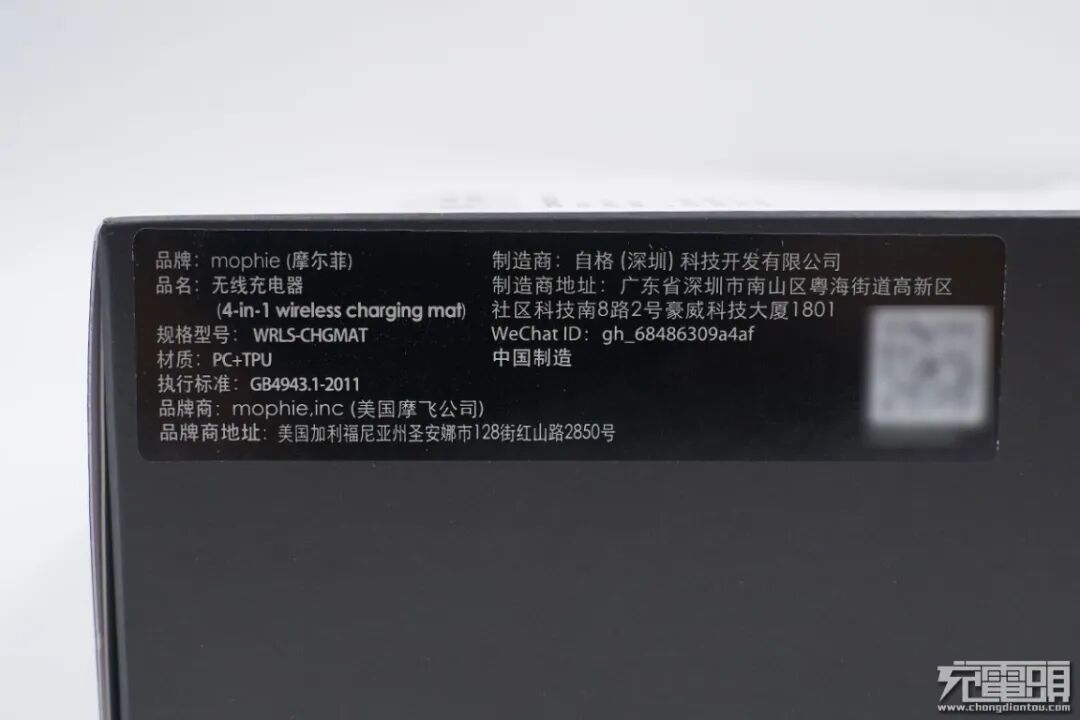 品牌：mophie (摩尔菲)
品名：无线充电器
(4-in-1 wireless charging mat)
规格型号：WRLS-CHGMAT
材质：PC+TPU
执行标准：GB4943.1-2011
品牌商：mophie,inc (美国摩飞公司)
品牌商地址：美国加利福尼亚州圣安娜市128街红山路2850号
制造商：自格 (深圳) 科技开发有限公司
制造商地址：广东省深圳市南山区粤海街道高新区
社区科技南8路2号豪威科技大厦1801
WeChat ID：gh_68486309a4af
中国制造
充電頭
www.chongdiantou.com